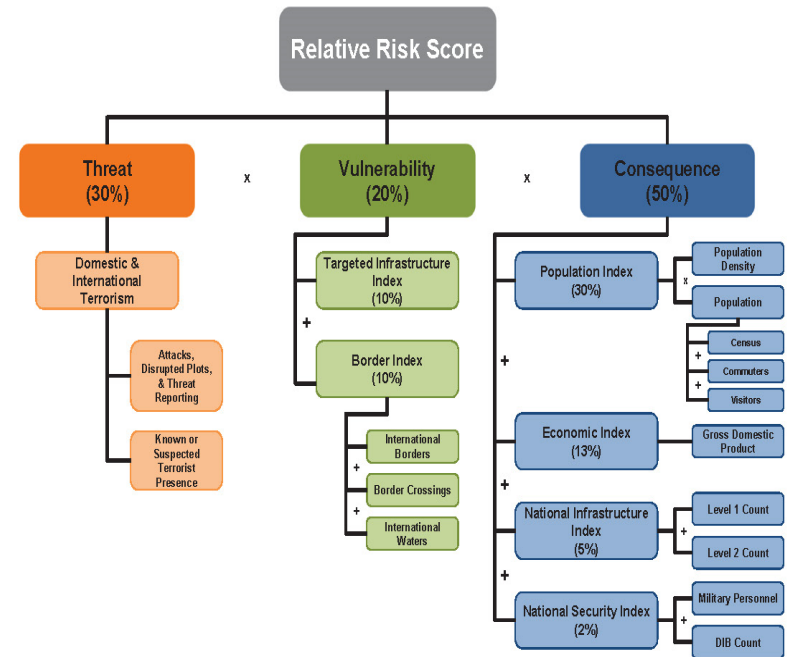 Relative Risk Score
Threat
(30%)
x
Vulnerability
(20%)
x
Consequence
(50%)
Domestic &
International
Terrorism
Attacks,
Disrupted Plots,
& Threat
Reporting
Known or
Suspected
Terrorist
Presence
Targeted Infrastructure
Index
(10%)
+
Border Index
(10%)
International
Borders
+
Border Crossings
+
International
Waters
Population Index
(30%)
Population
Density
x
Population
Census
+
Commuters
+
Visitors
+
Economic Index
(13%)
Gross Domestic
Product
+
National Infrastructure
Index
(5%)
Level 1 Count
+
Level 2 Count
+
National Security Index
(2%)
Military Personnel
+
DIB Count